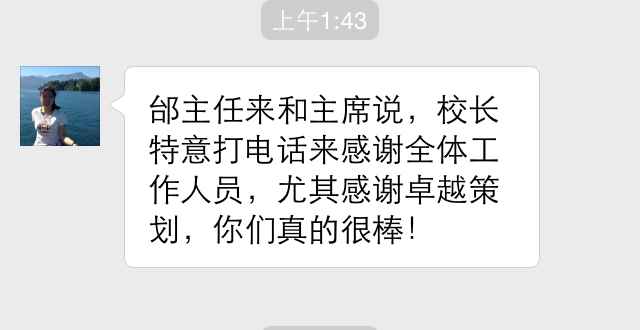 上午1:43
邰主任来和主席说，校长
特意打电话来感谢全体工
作人员，尤其感谢卓越策
划，你们真的很棒！